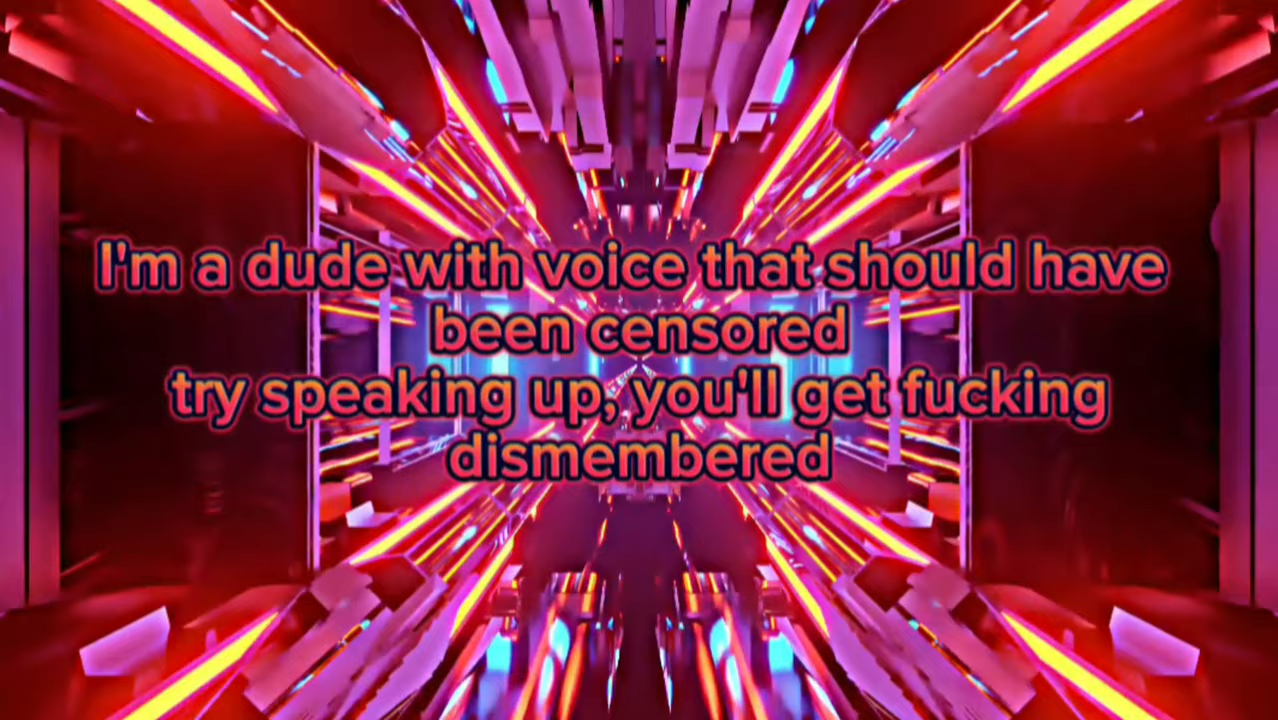 I'm a dude with voice that should have
been censored
try speaking up, you'll get fucking
dismembered